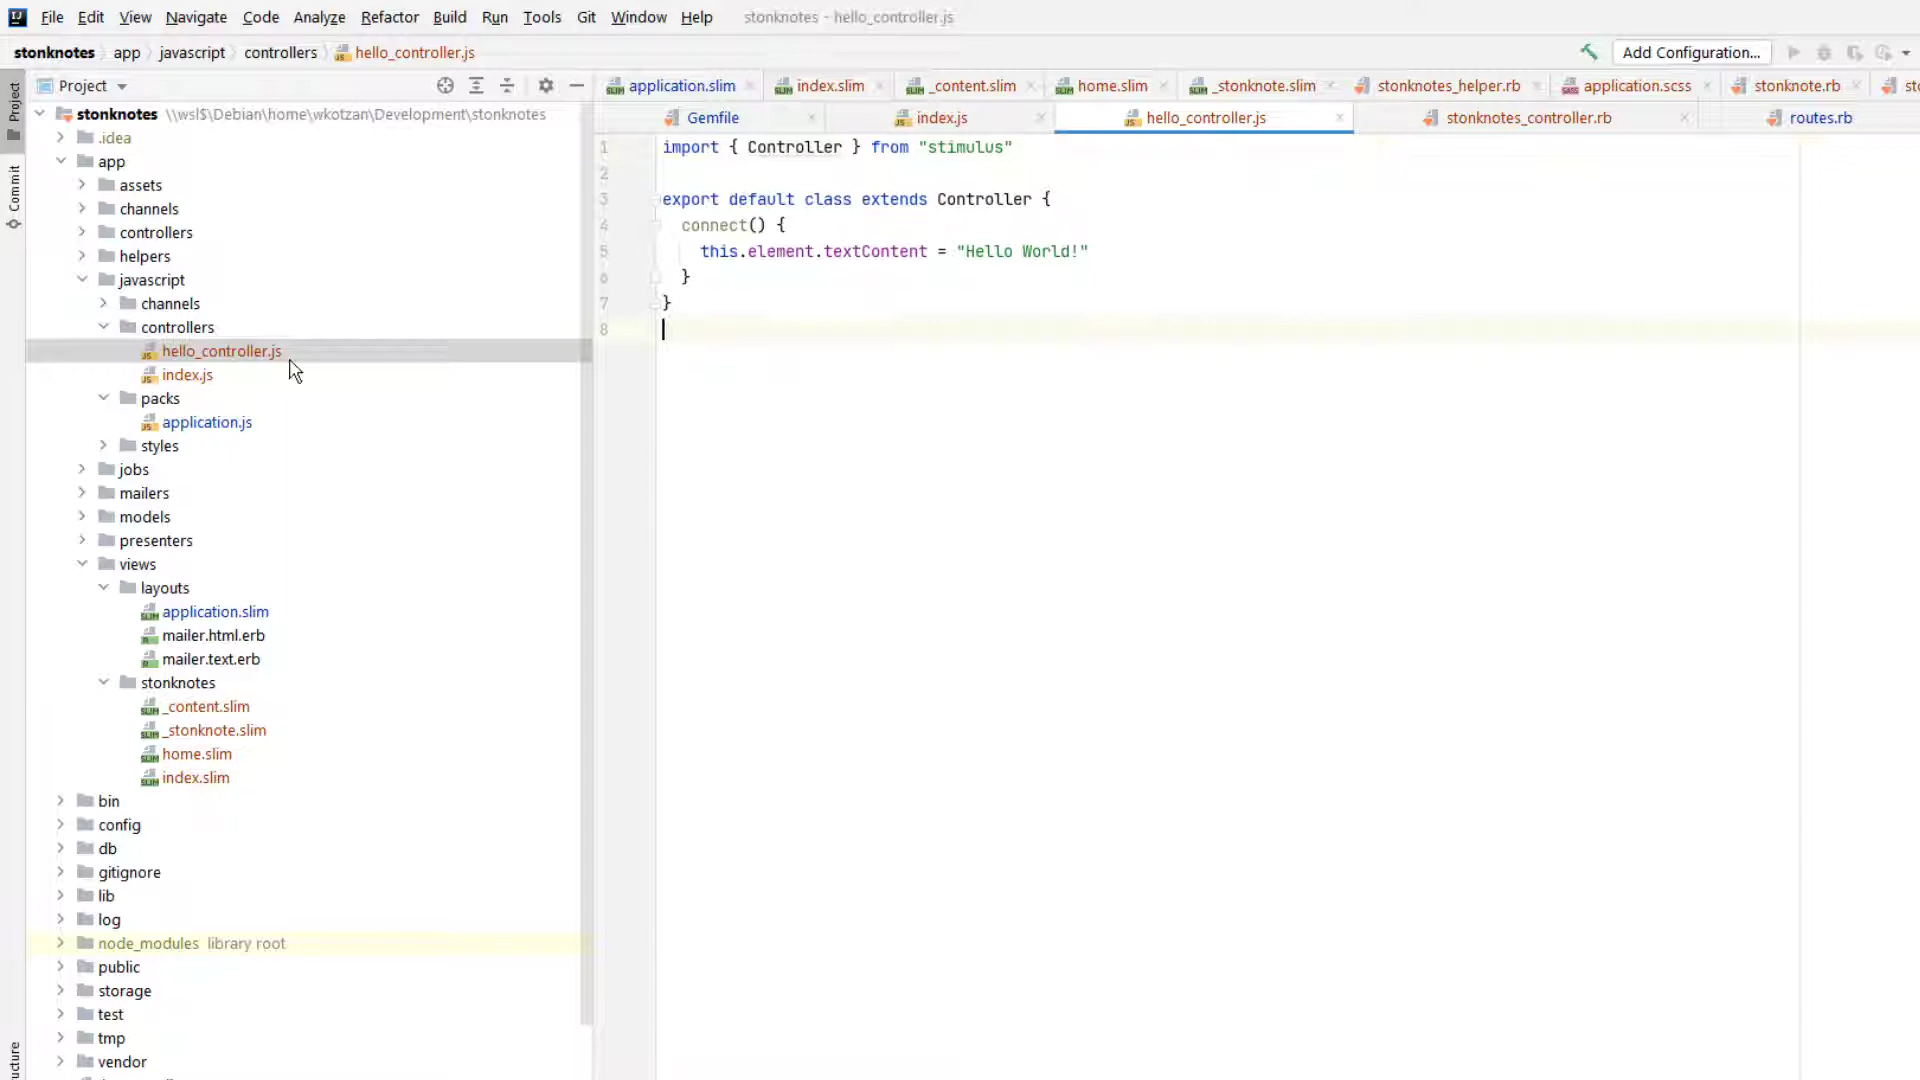 File Edit View Navigate Code Analyze Refactor Build Run Tools Git Window Help stonknotes - hello_controller.js
stonknotes app javascript controllers hello_controller.js Add Configuration...
Project
application.slim index.slim _content.slim home.slim _stonknote.slim stonknotes_helper.rb application.scss stonknote.rb
Gemfile index.js hello_controller.js stonknotes_controller.rb routes.rb
Project
Commit
stonknotes \\wsl$\Debian\home\wkotzan\Development\stonknotes
.idea
app
assets
channels
controllers
helpers
javascript
channels
controllers
hello_controller.js
index.js
packs
application.js
styles
jobs
mailers
models
presenters
views
layouts
application.slim
mailer.html.erb
mailer.text.erb
stonknotes
_content.slim
_stonknote.slim
home.slim
index.slim
bin
config
db
gitignore
lib
log
node_modules library root
public
storage
test
tmp
vendor
1 import { Controller } from "stimulus"
2
3 export default class extends Controller {
4 connect() {
5 this.element.textContent = "Hello World!"
6 }
7 }
8